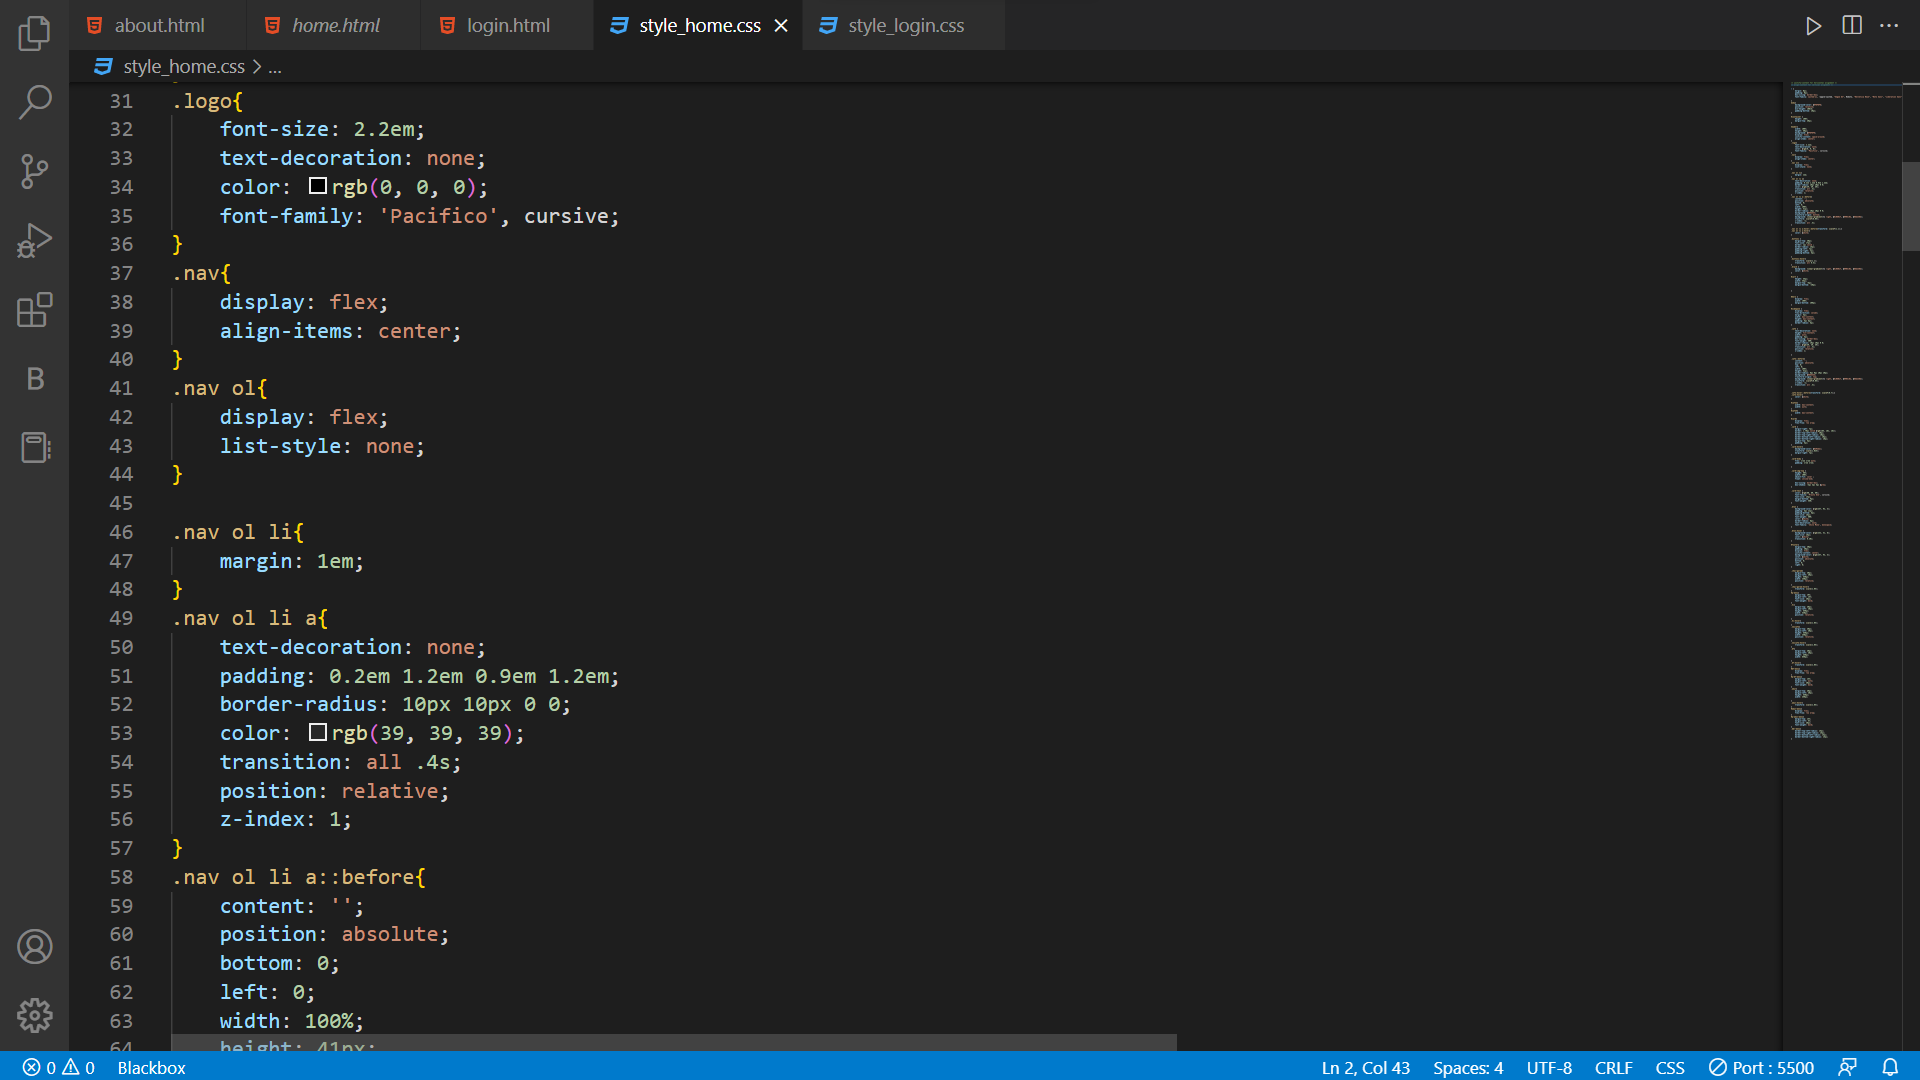 about.html home.html login.html style_home.css style_login.css
style_home.css > ...
31 .logo{
32 font-size: 2.2em;
33 text-decoration: none;
34 color: rgb(0, 0, 0);
35 font-family: 'Pacifico', cursive;
36 }
37 .nav{
38 display: flex;
39 align-items: center;
40 }
41 .nav ol{
42 display: flex;
43 list-style: none;
44 }
45
46 .nav ol li{
47 margin: 1em;
48 }
49 .nav ol li a{
50 text-decoration: none;
51 padding: 0.2em 1.2em 0.9em 1.2em;
52 border-radius: 10px 10px 0 0;
53 color: rgb(39, 39, 39);
54 transition: all .4s;
55 position: relative;
56 z-index: 1;
57 }
58 .nav ol li a::before{
59 content: '';
60 position: absolute;
61 bottom: 0;
62 left: 0;
63 width: 100%;
64 height: 41px;
B
0 0 Blackbox Ln 2, Col 43 Spaces: 4 UTF-8 CRLF CSS Port : 5500